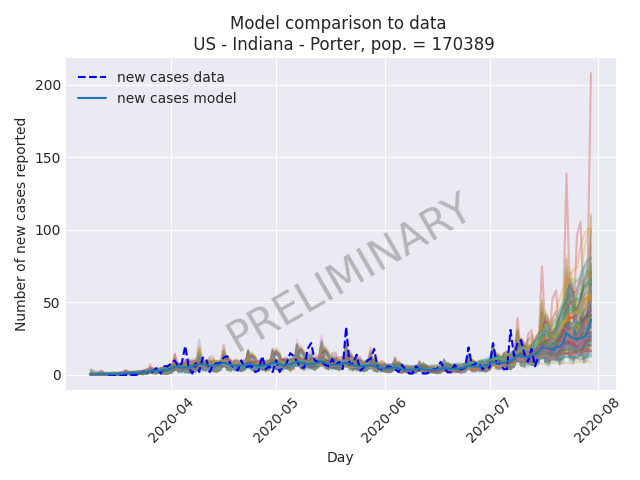 Model comparison to data
US - Indiana - Porter, pop. = 170389
new cases data
new cases model
Number of new cases reported
200
150
100
50
0
PRELIMINARY
2020-04
2020-05
2020-06
2020-07
2020-08
Day